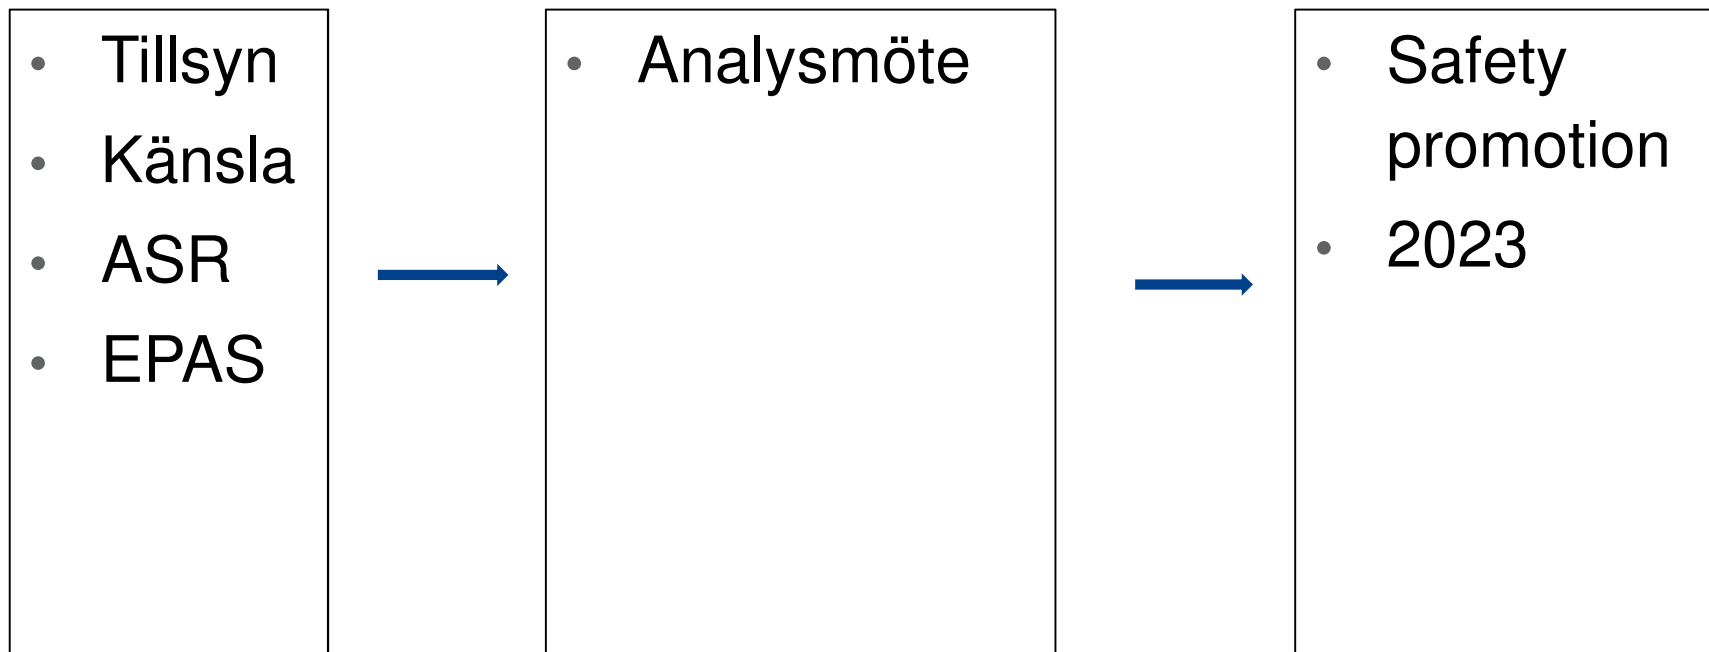 • Tillsyn
• Känsla
• ASR
• EPAS
• Analysmöte
• Safety
promotion
• 2023